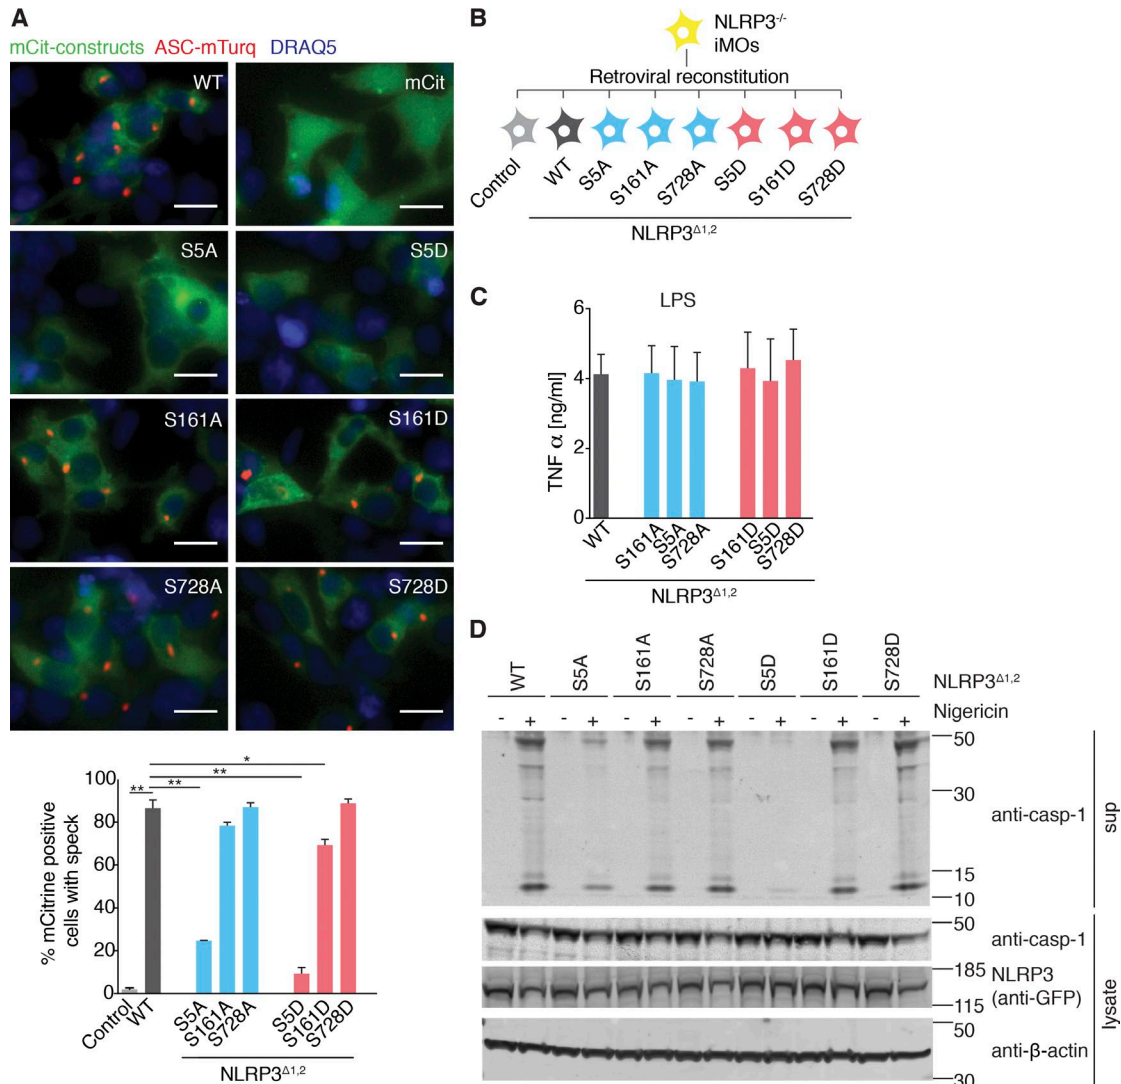 A
mCit-constructs ASC-mTurq DRAQ5
WT
mCit
S5A
S5D
S161A
S161D
S728A
S728D
100
80
60
40
20
0
% mCitrine positive
cells with speck
**
**
**
*
Control
WT
S5A
S161A
S728A
S5D
S161D
S728D
NLRP3Δ1,2
B
NLRP3-/-
iMOs
Retroviral reconstitution
Control
WT
S5A
S161A
S728A
S5D
S161D
S728D
NLRP3Δ1,2
C
LPS
6
4
2
0
TNF α [ng/ml]
WT
S161A
S5A
S728A
S161D
S5D
S728D
NLRP3Δ1,2
D
WT
S5A
S161A
S728A
S5D
S161D
S728D
NLRP3Δ1,2
- + - + - + - + - + - + - + Nigericin
50
30
15
10
anti-casp-1
sup
50
anti-casp-1
185
115
NLRP3
(anti-GFP)
50
30
anti-β-actin
lysate